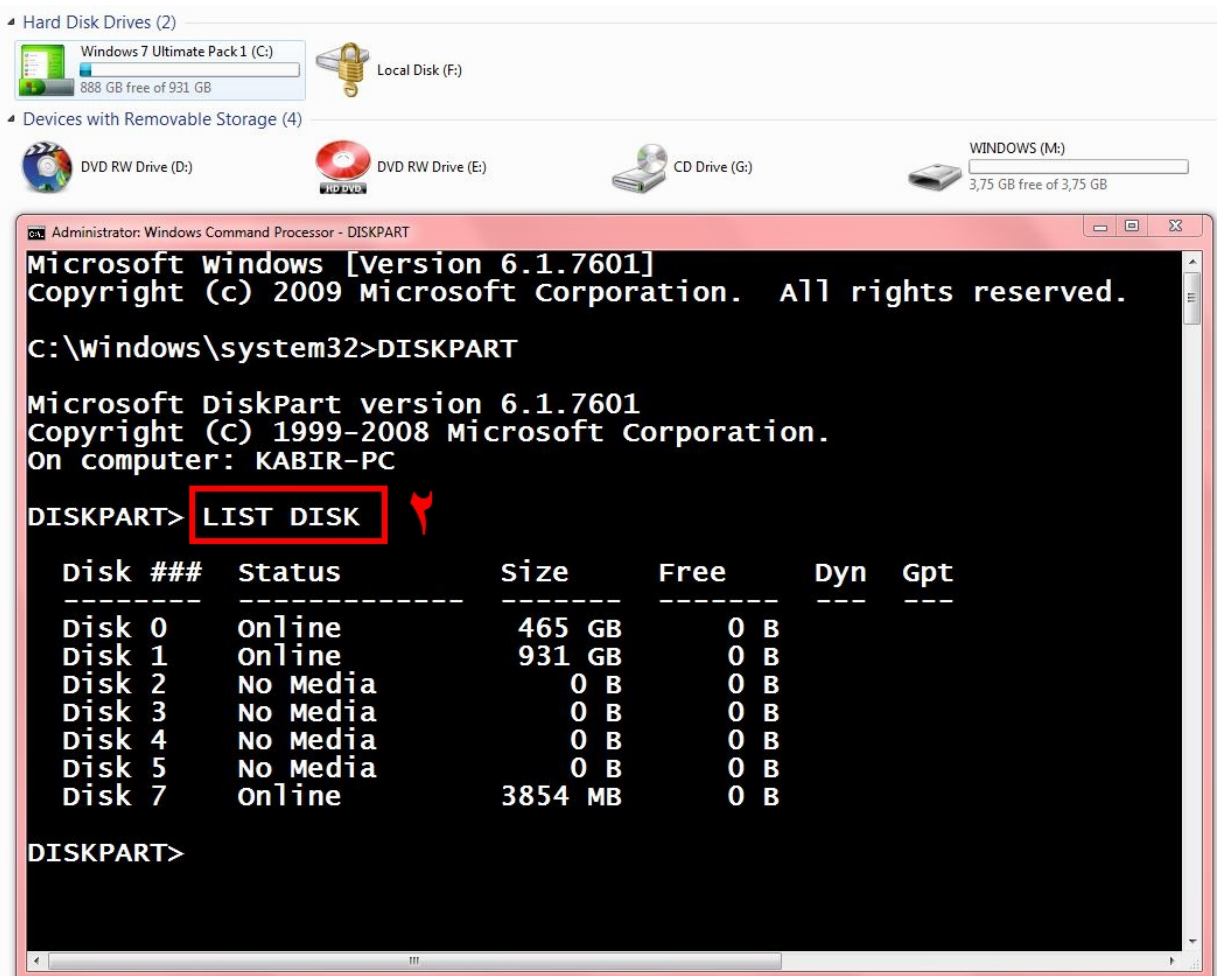 Hard Disk Drives (2)
Windows 7 Ultimate Pack 1 (C:)
888 GB free of 931 GB
Local Disk (F:)
Devices with Removable Storage (4)
DVD RW Drive (D:)
HD DVD
DVD RW Drive (E:)
CD Drive (G:)
WINDOWS (M:)
3,75 GB free of 3,75 GB
Administrator: Windows Command Processor - DISKPART
Microsoft Windows [Version 6.1.7601]
Copyright (c) 2009 Microsoft Corporation.  All rights reserved.
C:\Windows\system32>DISKPART
Microsoft DiskPart version 6.1.7601
Copyright (C) 1999-2008 Microsoft Corporation.
On computer: KABIR-PC
DISKPART> LIST DISK ۲
Disk ###  Status         Size     Free     Dyn  Gpt
--------  -------------  -------  -------  ---  ---
Disk 0    Online          465 GB      0 B
Disk 1    Online          931 GB      0 B
Disk 2    No Media           0 B      0 B
Disk 3    No Media           0 B      0 B
Disk 4    No Media           0 B      0 B
Disk 5    No Media           0 B      0 B
Disk 7    Online         3854 MB      0 B
DISKPART>